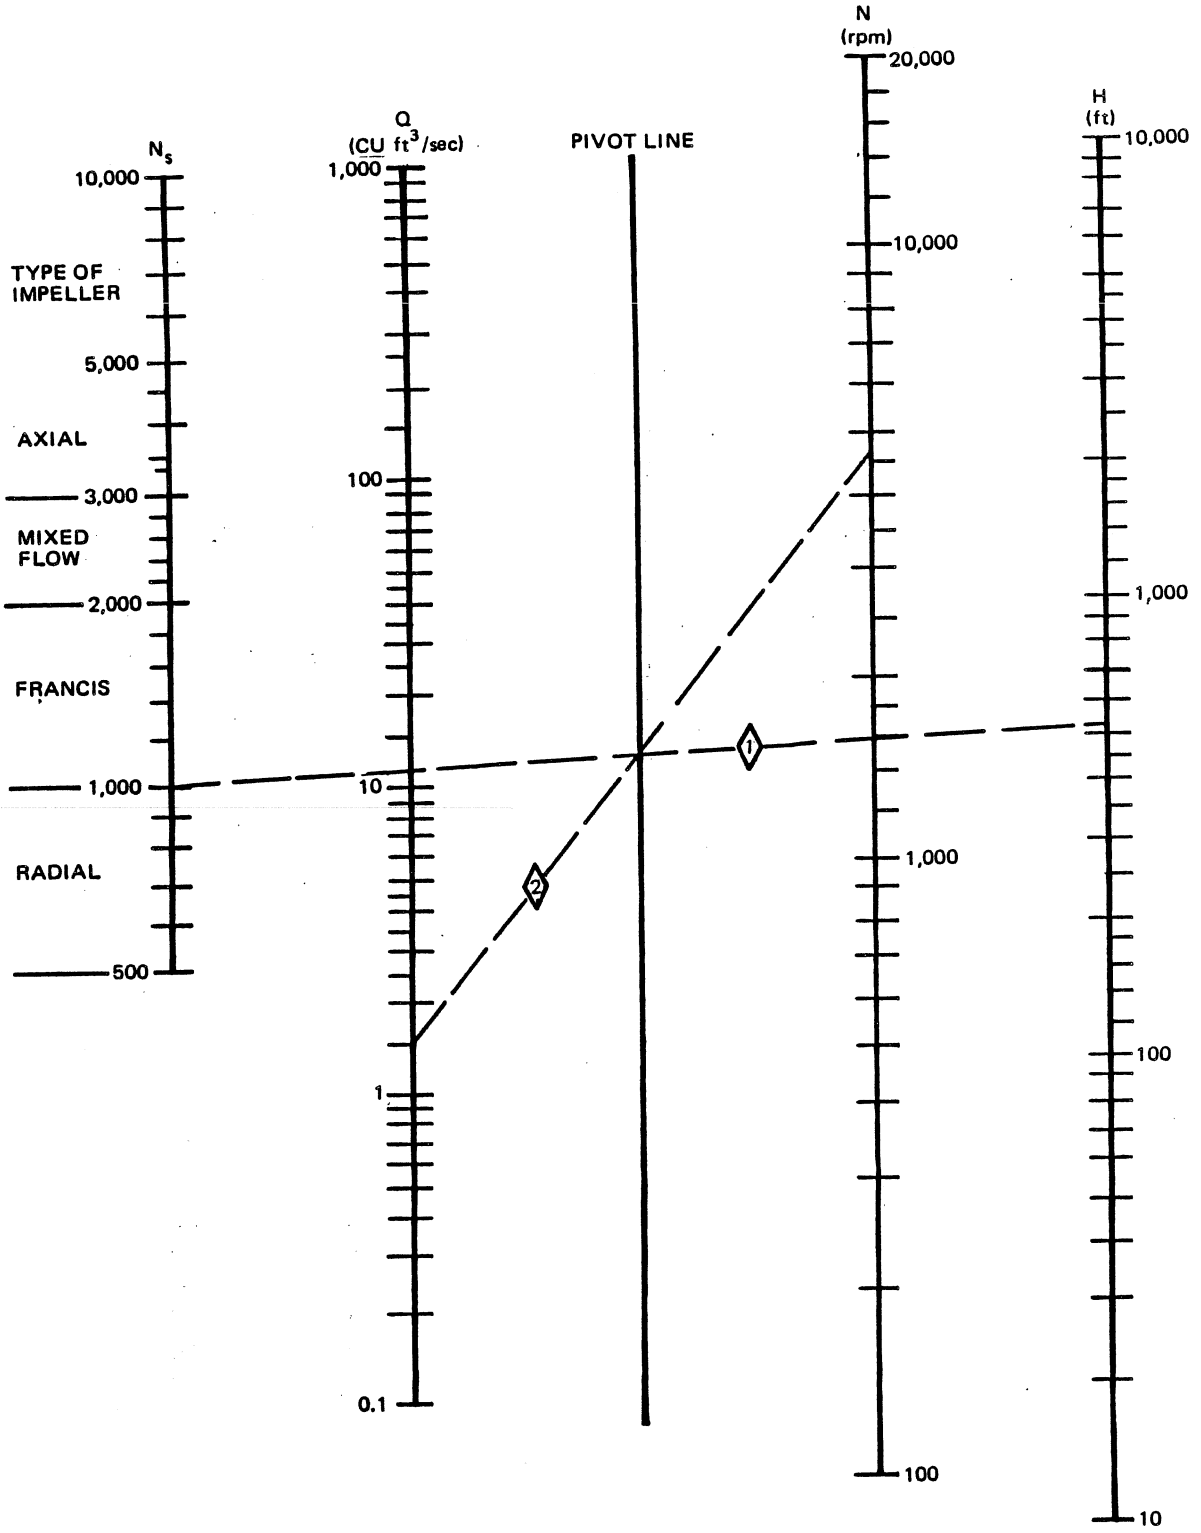 N
(rpm)
20,000
10,000
1,000
100
H
(ft)
10,000
1,000
100
10
Q
(CU ft³/sec)
1,000
100
10
1
0.1
PIVOT LINE
Nₛ
10,000
5,000
3,000
2,000
1,000
500
TYPE OF
IMPELLER
AXIAL
MIXED
FLOW
FRANCIS
RADIAL
1
2